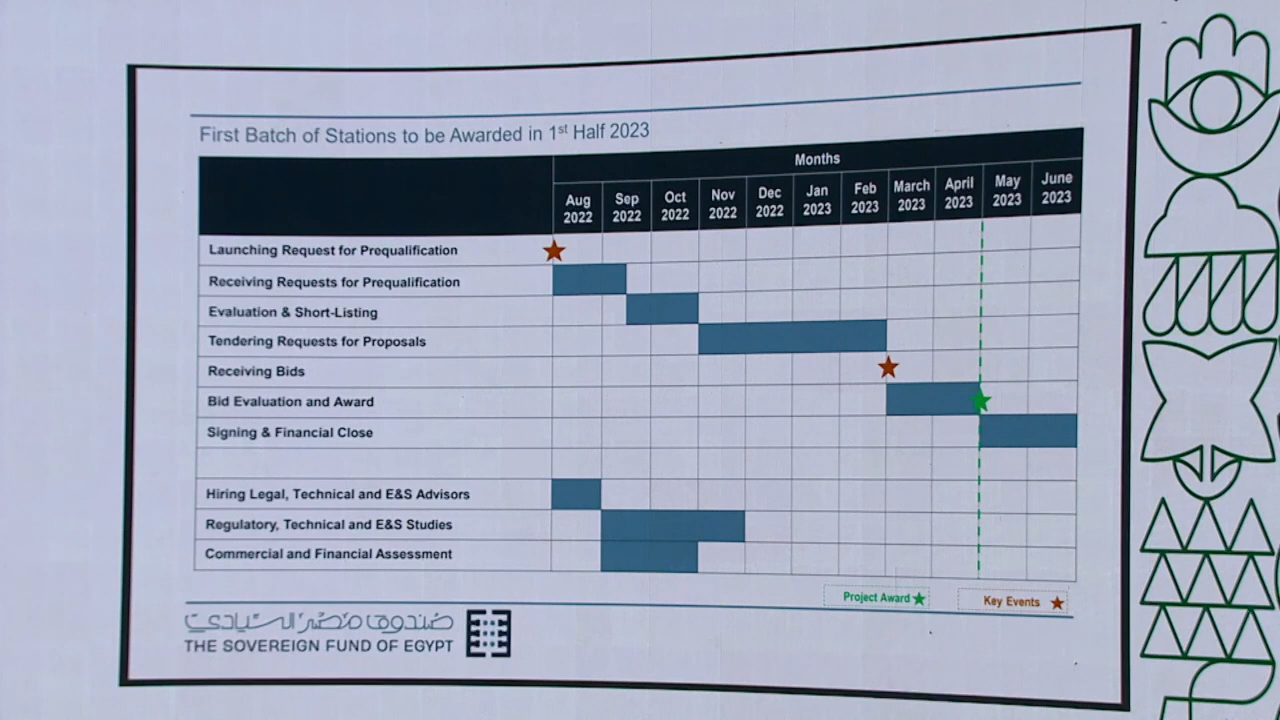 First Batch of Stations to be Awarded in 1st Half 2023
Months
Aug 2022
Sep 2022
Oct 2022
Nov 2022
Dec 2022
Jan 2023
Feb 2023
March 2023
April 2023
May 2023
June 2023
Launching Request for Prequalification
Receiving Requests for Prequalification
Evaluation & Short-Listing
Tendering Requests for Proposals
Receiving Bids
Bid Evaluation and Award
Signing & Financial Close
Hiring Legal, Technical and E&S Advisors
Regulatory, Technical and E&S Studies
Commercial and Financial Assessment
Project Award
Key Events
صندوق مصر السيادي
THE SOVEREIGN FUND OF EGYPT